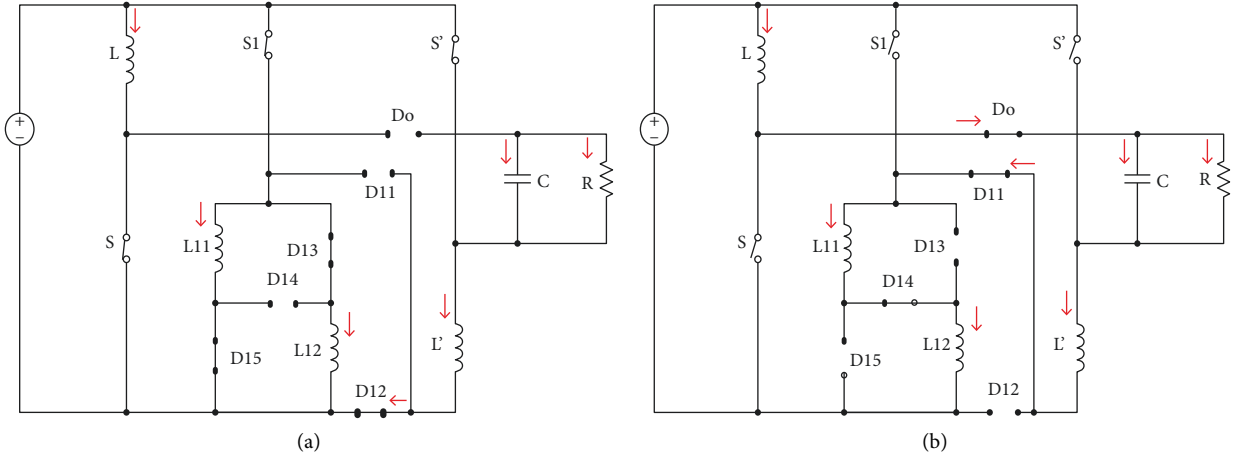 L
S1
S'
+
−
Do
D11
C
R
S
L11
D13
D14
D15
L12
L'
D12
(a)
L
S1
S'
+
−
Do
D11
C
R
S
L11
D13
D14
D15
L12
L'
D12
(b)